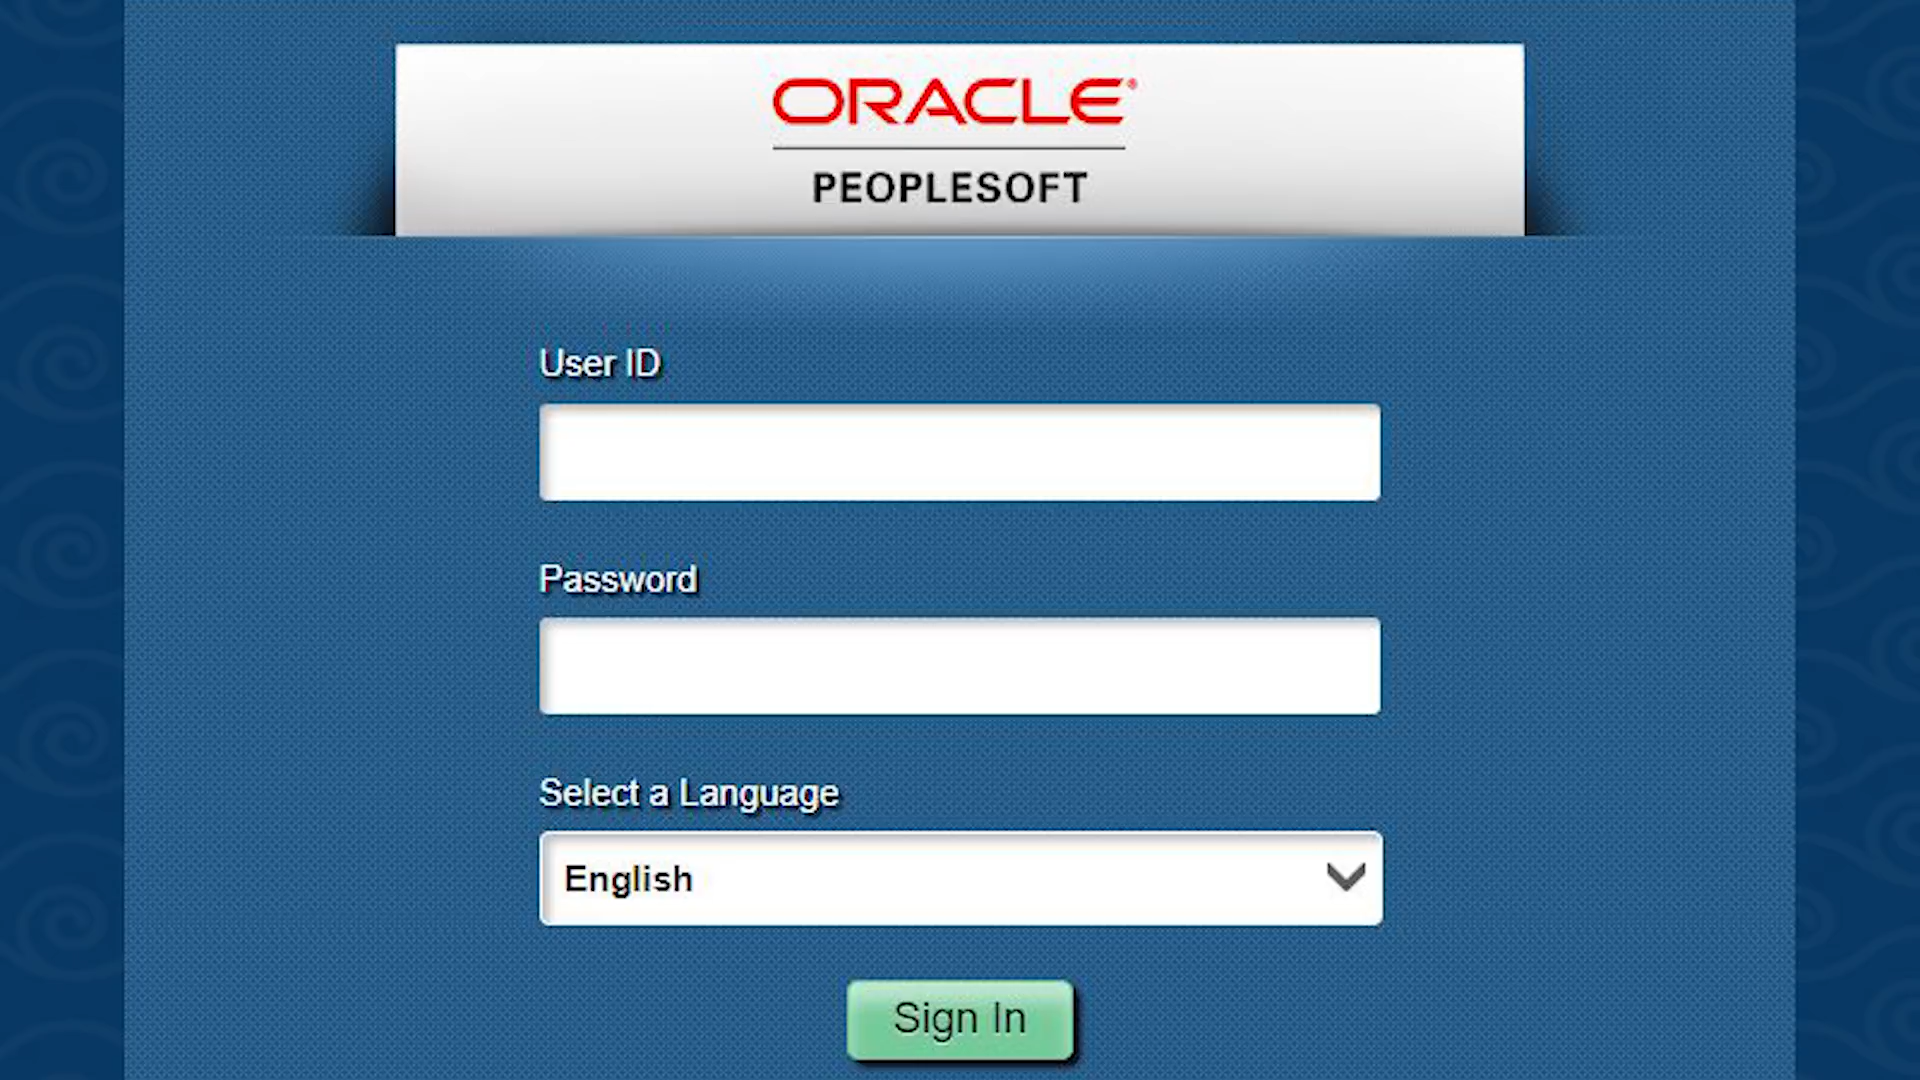 ORACLE®
PEOPLESOFT
User ID
Password
Select a Language
English
Sign In